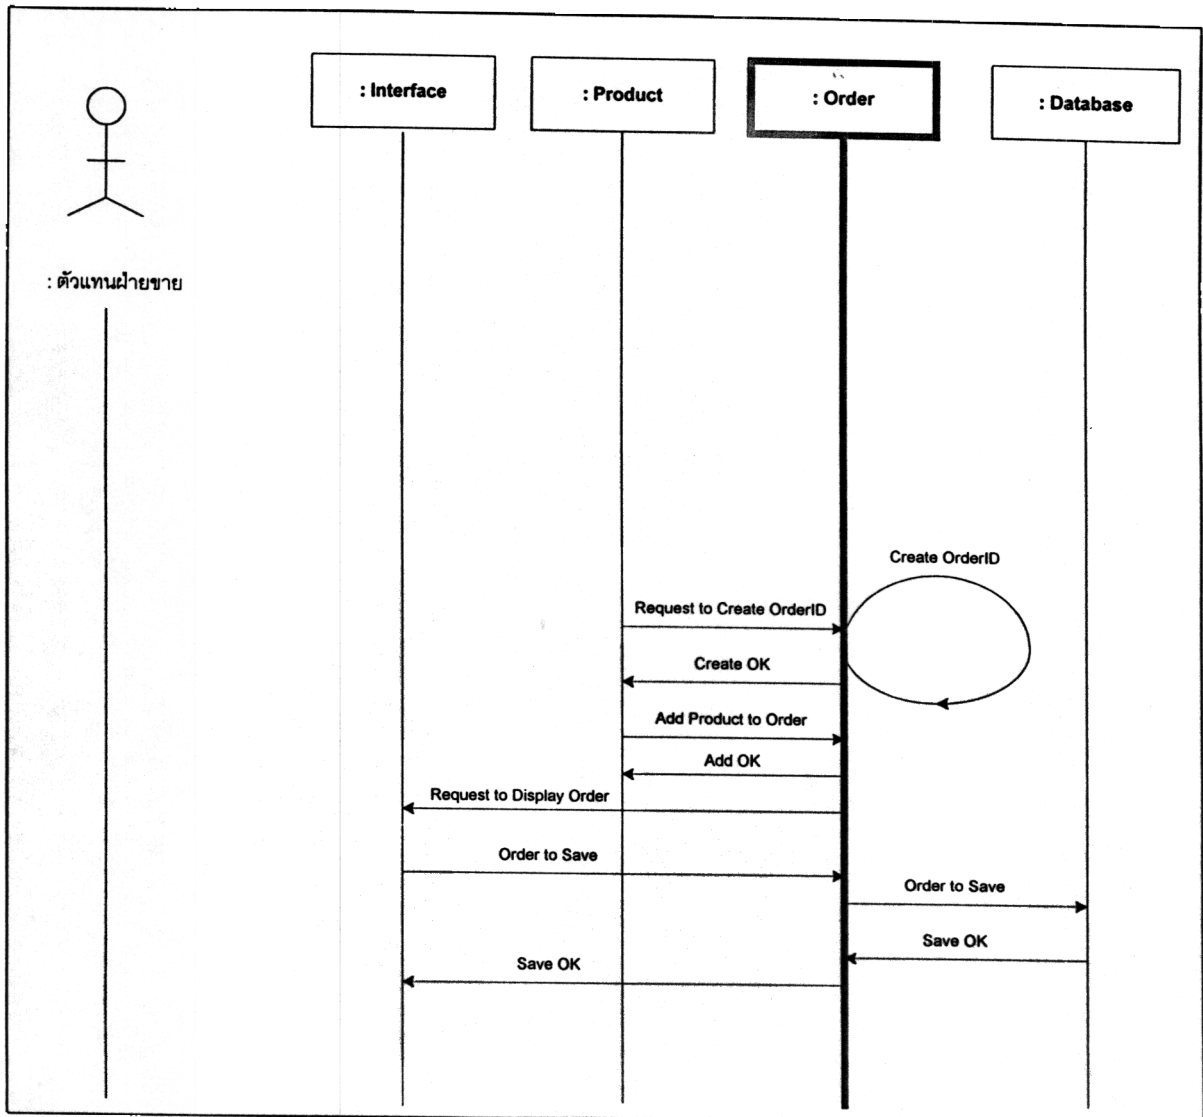 : Interface
: Product
: Order
: Database
: ตัวแทนฝ่ายขาย
Create OrderID
Request to Create OrderID
Create OK
Add Product to Order
Add OK
Request to Display Order
Order to Save
Order to Save
Save OK
Save OK